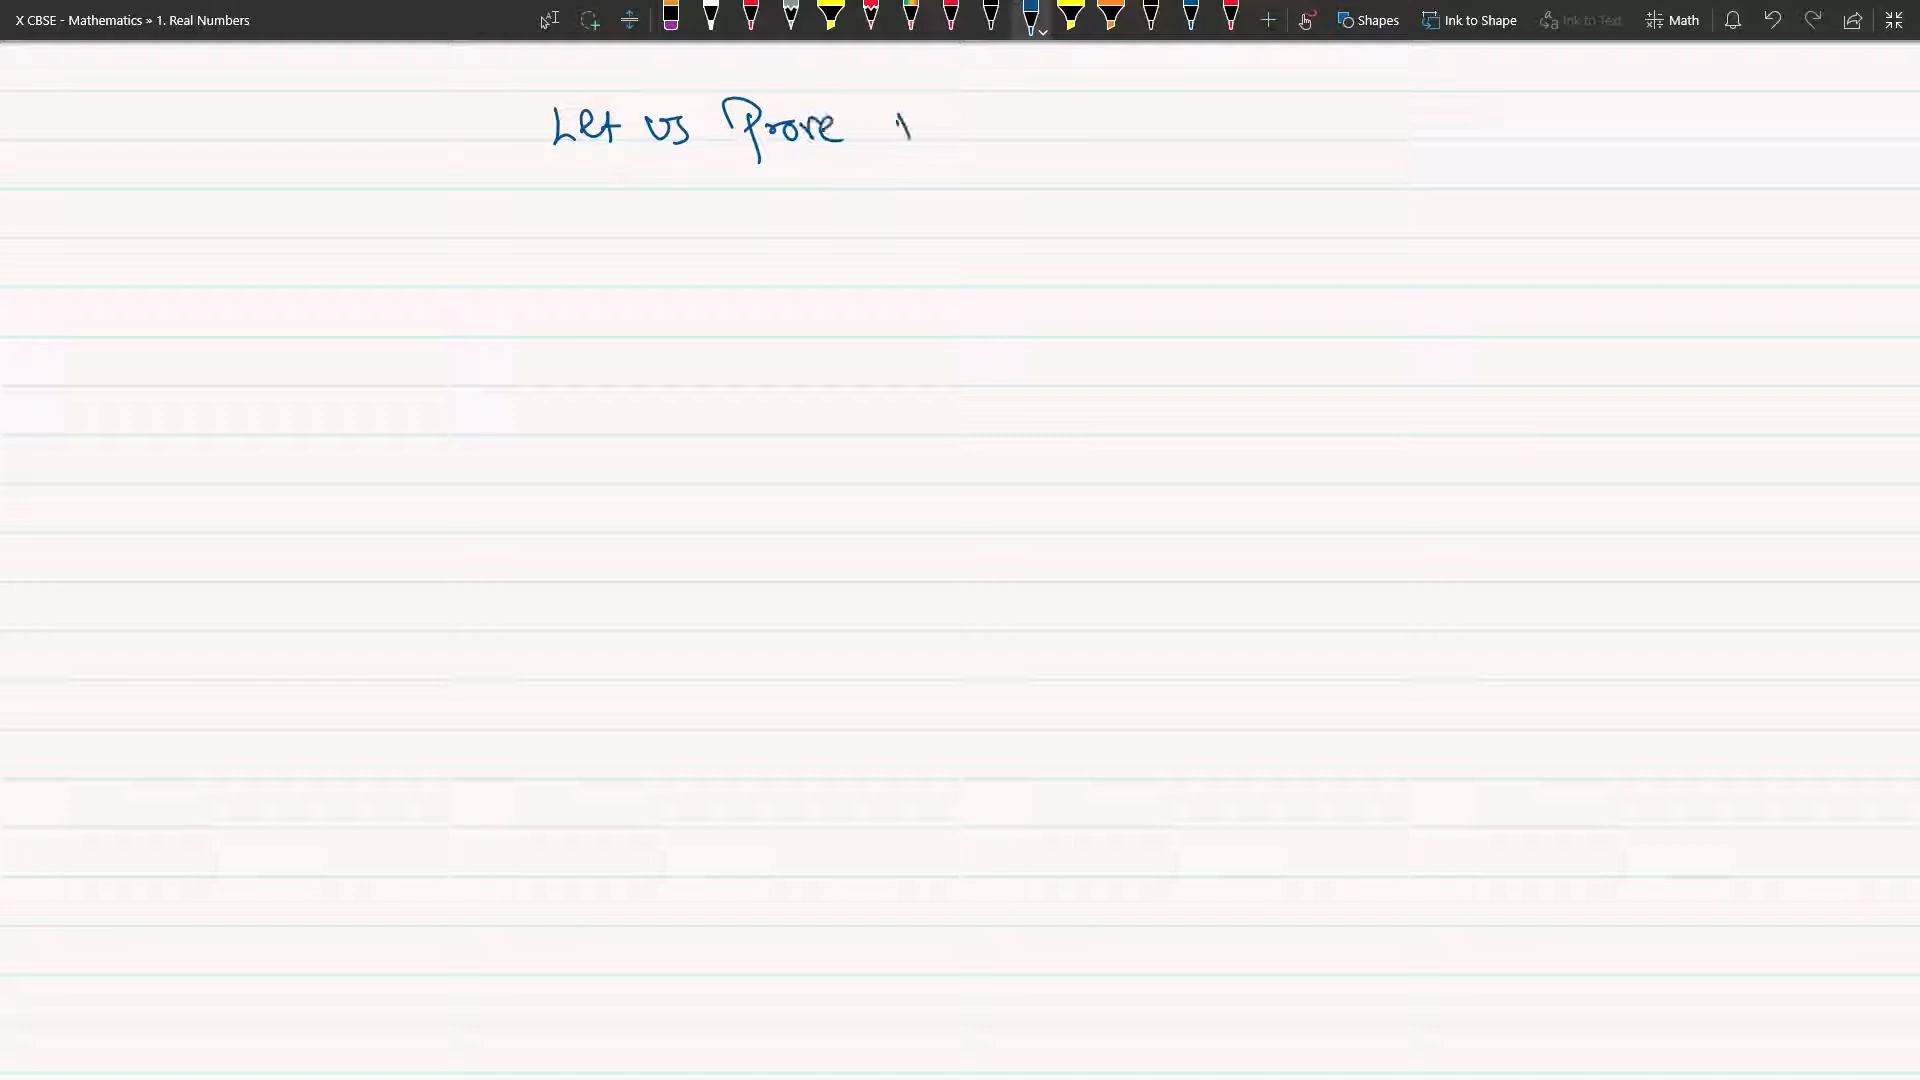 X CBSE - Mathematics » 1. Real Numbers Shapes Ink to Shape Ink to Text Math
Let us Prove